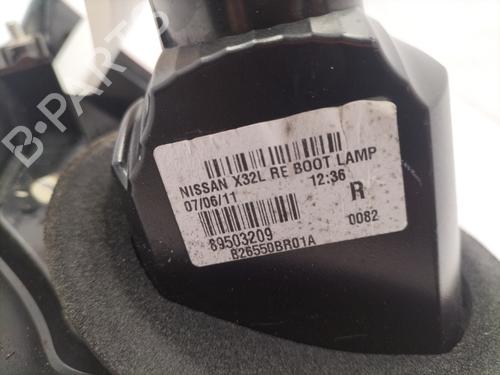 B-PARTS
NISSAN X32L RE BOOT LAMP
07/06/11 12:36
R
89503209 0082
B26550BR01A